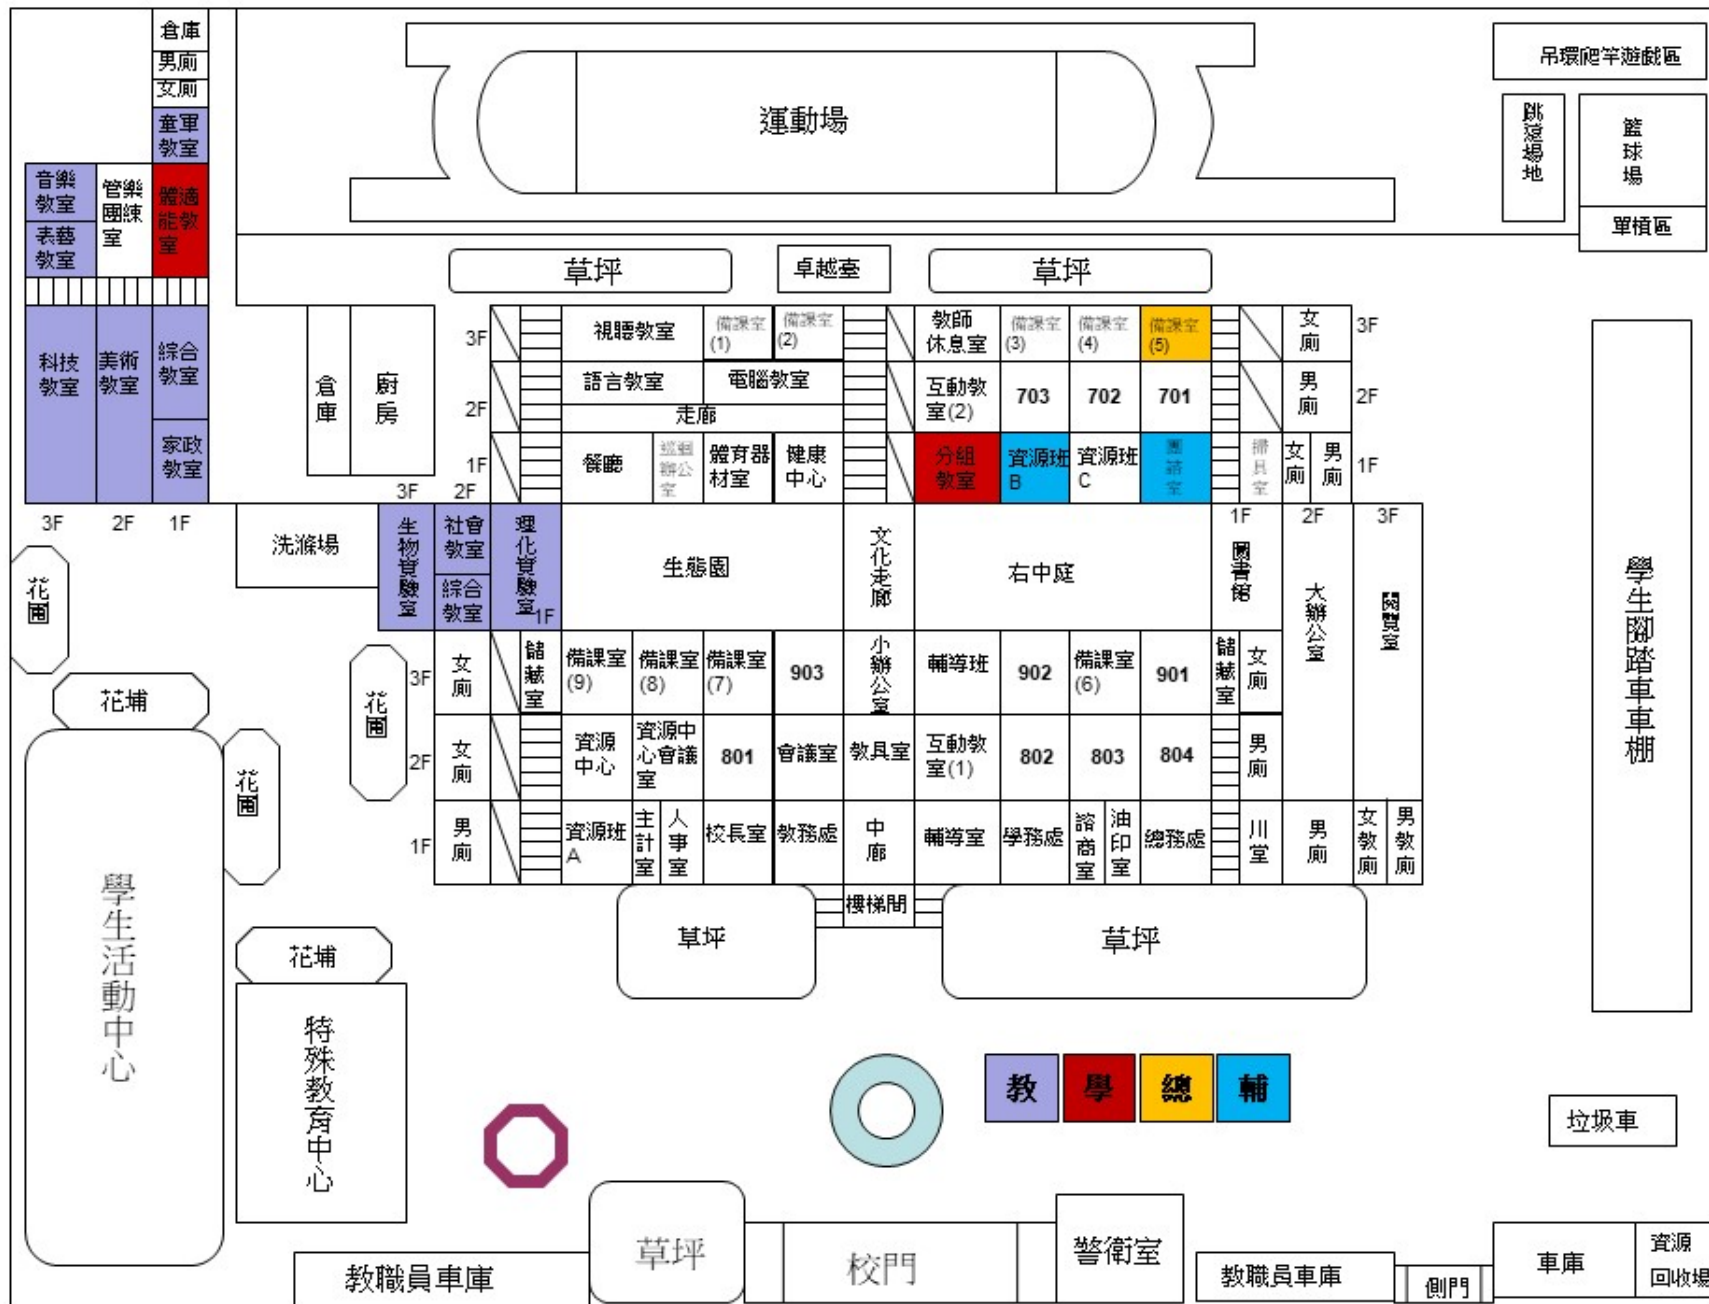 倉庫
男廁
女廁
童軍
教室
音樂
教室
管樂
團練
室
體適
能教
室
表藝
教室
運動場
吊環爬竿遊戲區
跳遠場地
籃
球
場
單槓區
草坪
卓越臺
草坪
科技
教室
美術
教室
綜合
教室
家政
教室
3F
2F
1F
倉
庫
廚
房
3F
視聽教室
備課室
(1)
備課室
(2)
教師
休息室
備課室
(3)
備課室
(4)
備課室
(5)
女
廁
3F
2F
語言教室
電腦教室
走廊
互動教
室(2)
703
702
701
男
廁
2F
1F
餐廳
巡迴
辦公
室
體育器
材室
健康
中心
分組
教室
資源班
B
資源班
C
團
諮
室
掃
具
室
女
廁
男
廁
1F
3F
2F
洗滌場
生物實驗室
社會
教室
綜合
教室
理化實驗室
1F
生態園
文化走廊
右中庭
1F
圖書館
2F
大辦公室
3F
閱覽室
學生腳踏車車棚
花圃
花圃
花埔
花圃
3F
女
廁
儲藏室
備課室
(9)
備課室
(8)
備課室
(7)
903
小辦公室
輔導班
902
備課室
(6)
901
儲藏室
女
廁
2F
女
廁
資源
中心
資源中
心會議
室
801
會議室
教具室
互動教
室(1)
802
803
804
男
廁
1F
男
廁
資源班
A
主計室
人事室
校長室
教務處
中
廊
輔導室
學務處
諮商室
油印室
總務處
川
堂
男
廁
女教廁
男教廁
樓梯間
草坪
草坪
學生活動中心
花埔
特殊教育中心
教
學
總
輔
垃圾車
教職員車庫
草坪
校門
警衛室
教職員車庫
側門
車庫
資源
回收場